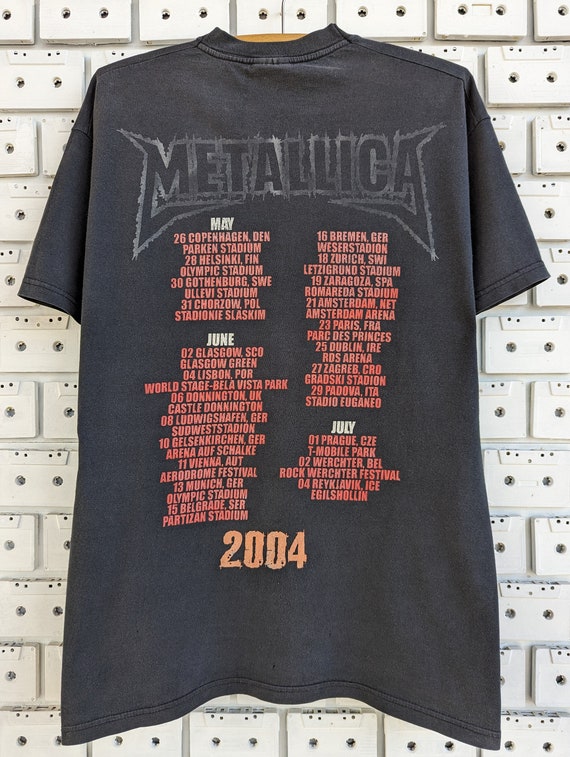 METALLICA
MAY
26 COPENHAGEN, DEN
PARKEN STADIUM
28 HELSINKI, FIN
OLYMPIC STADIUM
30 GOTHENBURG, SWE
ULLEVI STADIUM
31 CHORZOW, POL
STADIONIE SLASKIM
JUNE
02 GLASGOW, SCO
GLASGOW GREEN
04 LISBON, POR
WORLD STAGE-BELA VISTA PARK
06 DONNINGTON, UK
CASTLE DONNINGTON
08 LUDWIGSHAFEN, GER
SUDWESTSTADION
10 GELSENKIRCHEN, GER
ARENA AUF SCHALKE
11 VIENNA, AUT
AERODROME FESTIVAL
13 MUNICH, GER
OLYMPIC STADIUM
15 BELGRADE, SER
PARTIZAN STADIUM
16 BREMEN, GER
WESERSTADION
18 ZURICH, SWI
LETZIGRUND STADIUM
19 ZARAGOZA, SPA
ROMAREDA STADIUM
21 AMSTERDAM, NET
AMSTERDAM ARENA
23 PARIS, FRA
PARC DES PRINCES
25 DUBLIN, IRE
RDS ARENA
27 ZAGREB, CRO
GRADSKI STADION
29 PADOVA, ITA
STADIO EUGANEO
JULY
01 PRAGUE, CZE
T-MOBILE PARK
02 WERCHTER, BEL
ROCK WERCHTER FESTIVAL
04 REYKJAVIK, ICE
EGILSHOLLIN
2004